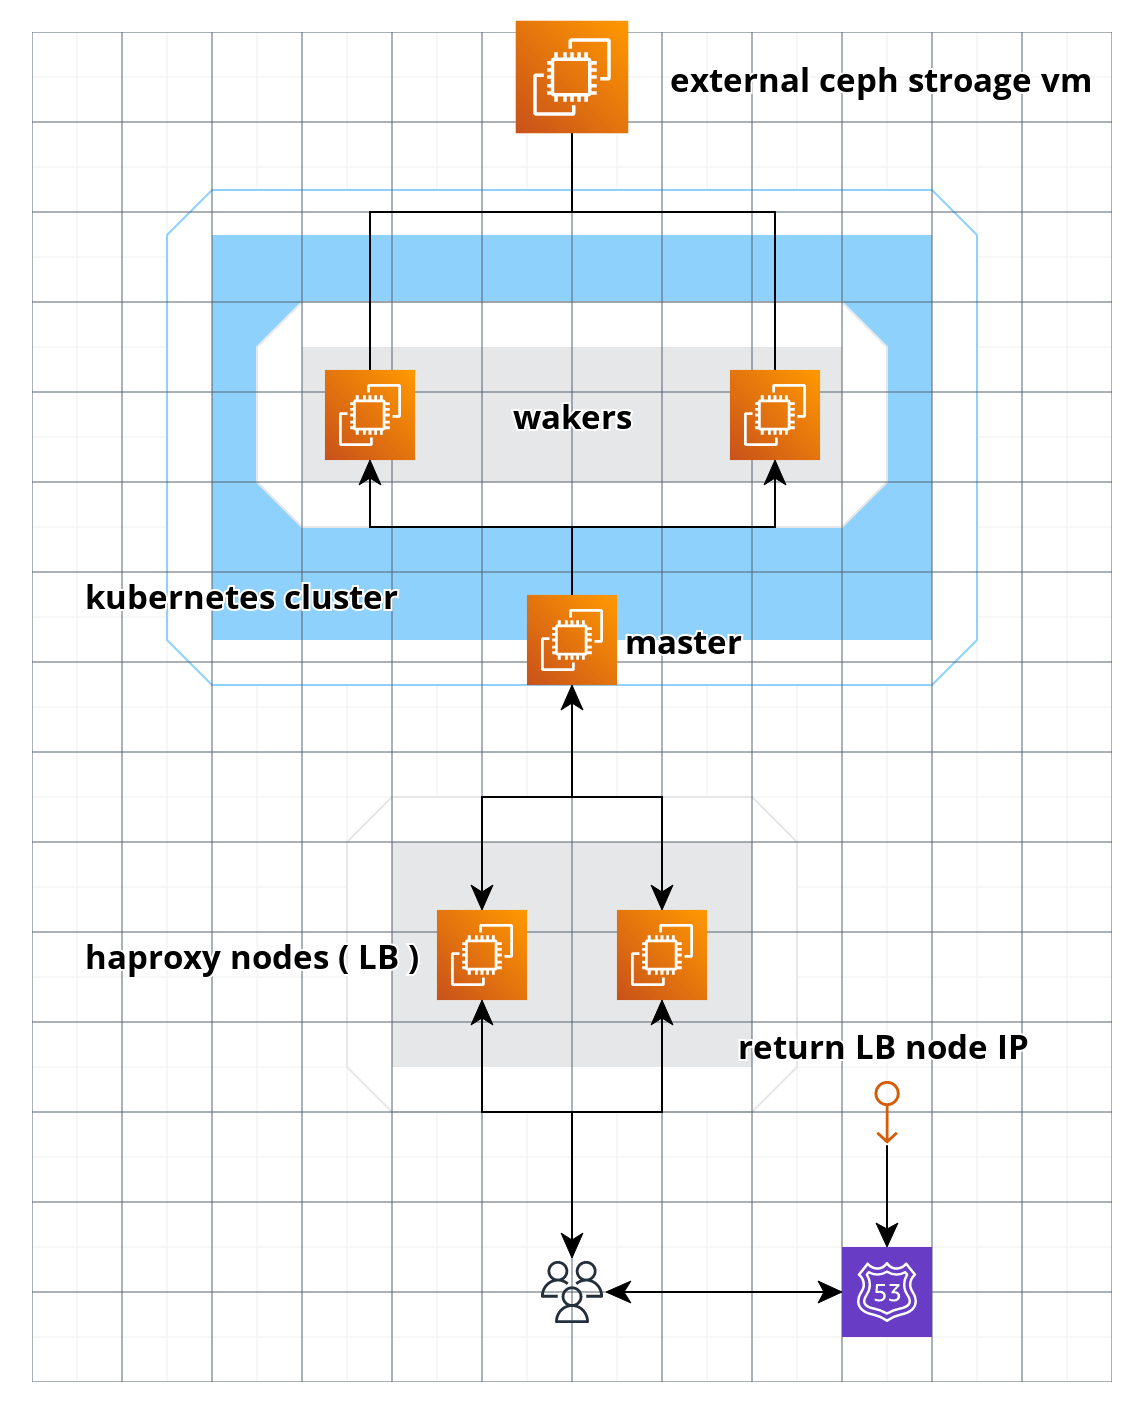 external ceph stroage vm
wakers
kubernetes cluster
master
haproxy nodes ( LB )
return LB node IP
53